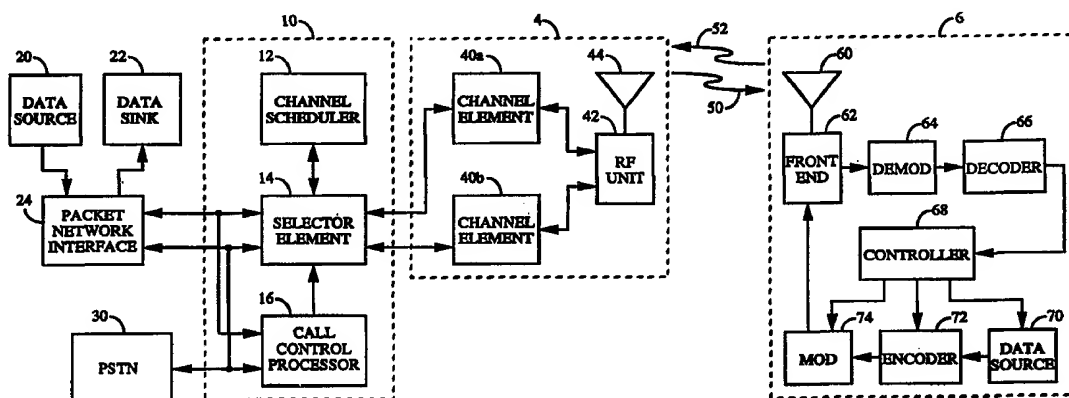 10
4
6
20
22
12
40a
44
52
60
DATA
SOURCE
DATA
SINK
CHANNEL
SCHEDULER
CHANNEL
ELEMENT
50
42
RF
UNIT
62
64
66
FRONT
END
DEMOD
DECODER
24
PACKET
NETWORK
INTERFACE
14
SELECTOR
ELEMENT
40b
CHANNEL
ELEMENT
68
CONTROLLER
30
PSTN
16
CALL
CONTROL
PROCESSOR
74
MOD
72
ENCODER
70
DATA
SOURCE